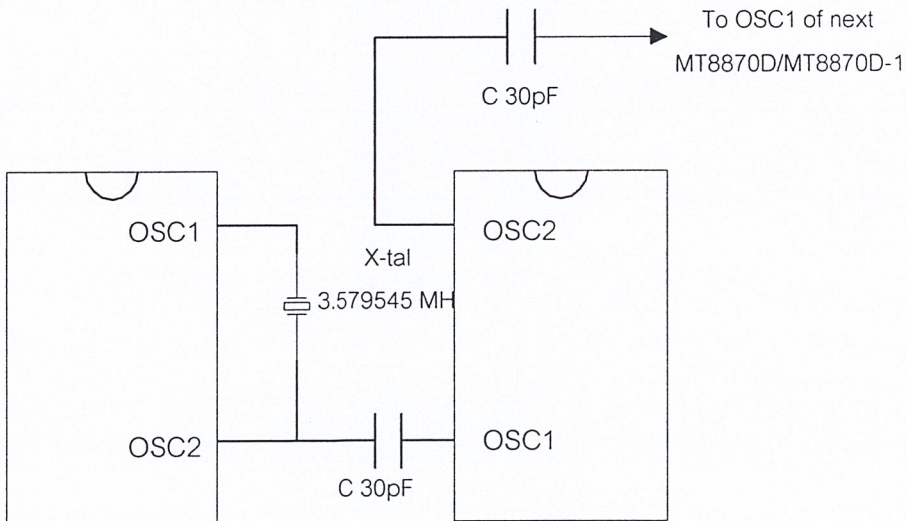 To OSC1 of next
MT8870D/MT8870D-1
C 30pF
OSC1
OSC2
X-tal
3.579545 MH
OSC2
OSC1
C 30pF